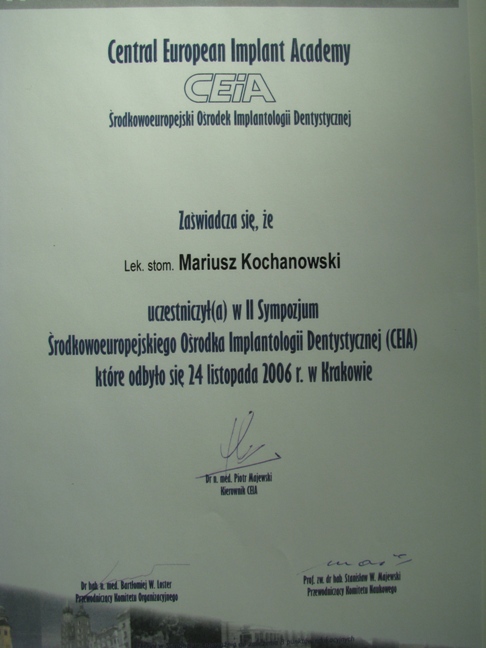 Central European Implant Academy
CEiA
Środkowoeuropejski Ośrodek Implantologii Dentystycznej
Zaświadcza się, że
Lek. stom. Mariusz Kochanowski
uczestniczył(a) w II Sympozjum
Środkowoeuropejskiego Ośrodka Implantologii Dentystycznej (CEIA)
które odbyło się 24 listopada 2006 r. w Krakowie
Dr n. med. Piotr Majewski
Kierownik CEIA
Dr hab. n. med. Bartłomiej W. Loster
Przewodniczący Komitetu Organizacyjnego
Prof. zw. dr hab. Stanisław W. Majewski
Przewodniczący Komitetu Naukowego